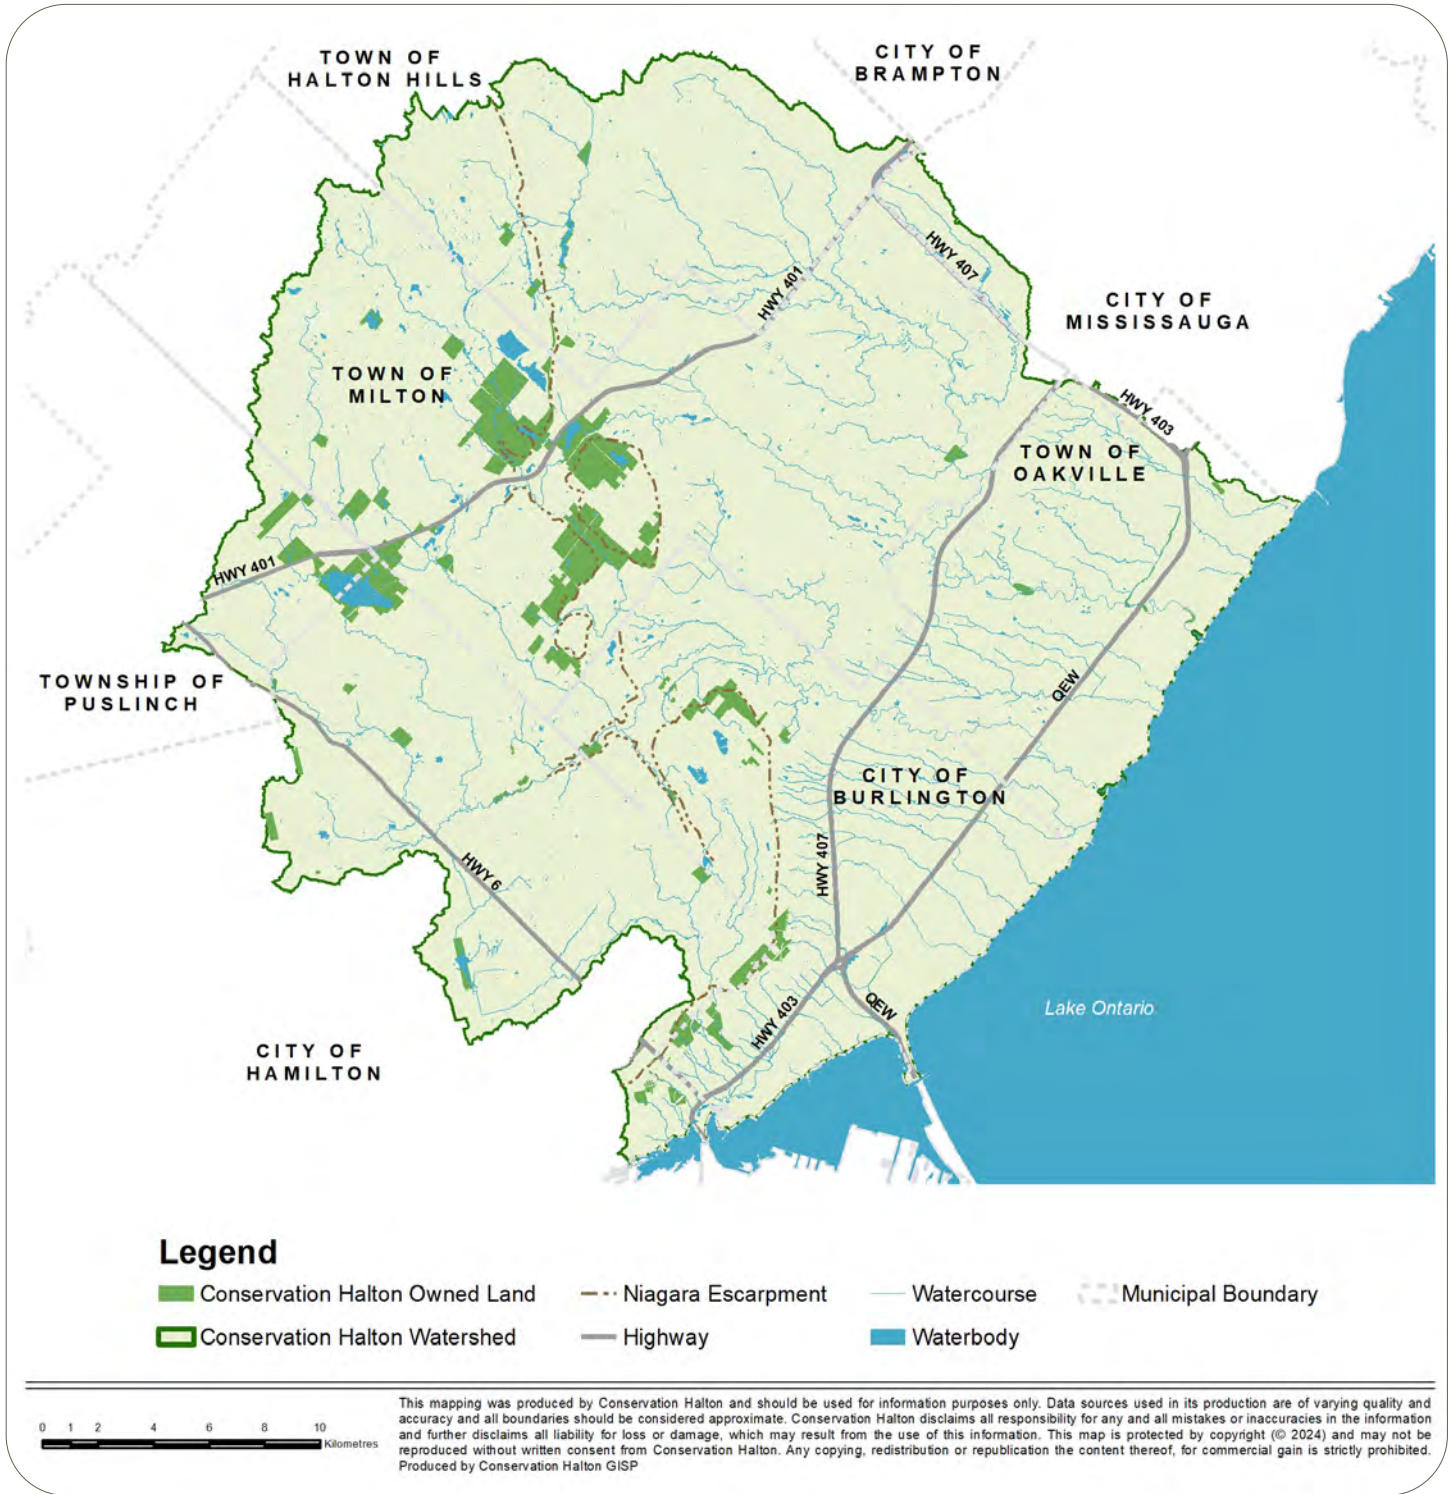 TOWN OF
HALTON HILLS
CITY OF
BRAMPTON
HWY 407
HWY 401
CITY OF
MISSISSAUGA
TOWN OF
MILTON
HWY 403
TOWN OF
OAKVILLE
HWY 401
TOWNSHIP OF
PUSLINCH
QEW
CITY OF
BURLINGTON
HWY 407
HWY 6
QEW
Lake Ontario
HWY 403
CITY OF
HAMILTON
Legend
Conservation Halton Owned Land
Niagara Escarpment
Watercourse
Municipal Boundary
Conservation Halton Watershed
Highway
Waterbody
0 1 2 4 6 8 10
Kilometres
This mapping was produced by Conservation Halton and should be used for information purposes only. Data sources used in its production are of varying quality and
accuracy and all boundaries should be considered approximate. Conservation Halton disclaims all responsibility for any and all mistakes or inaccuracies in the information
and further disclaims all liability for loss or damage, which may result from the use of this information. This map is protected by copyright (© 2024) and may not be
reproduced without written consent from Conservation Halton. Any copying, redistribution or republication the content thereof, for commercial gain is strictly prohibited.
Produced by Conservation Halton GISP